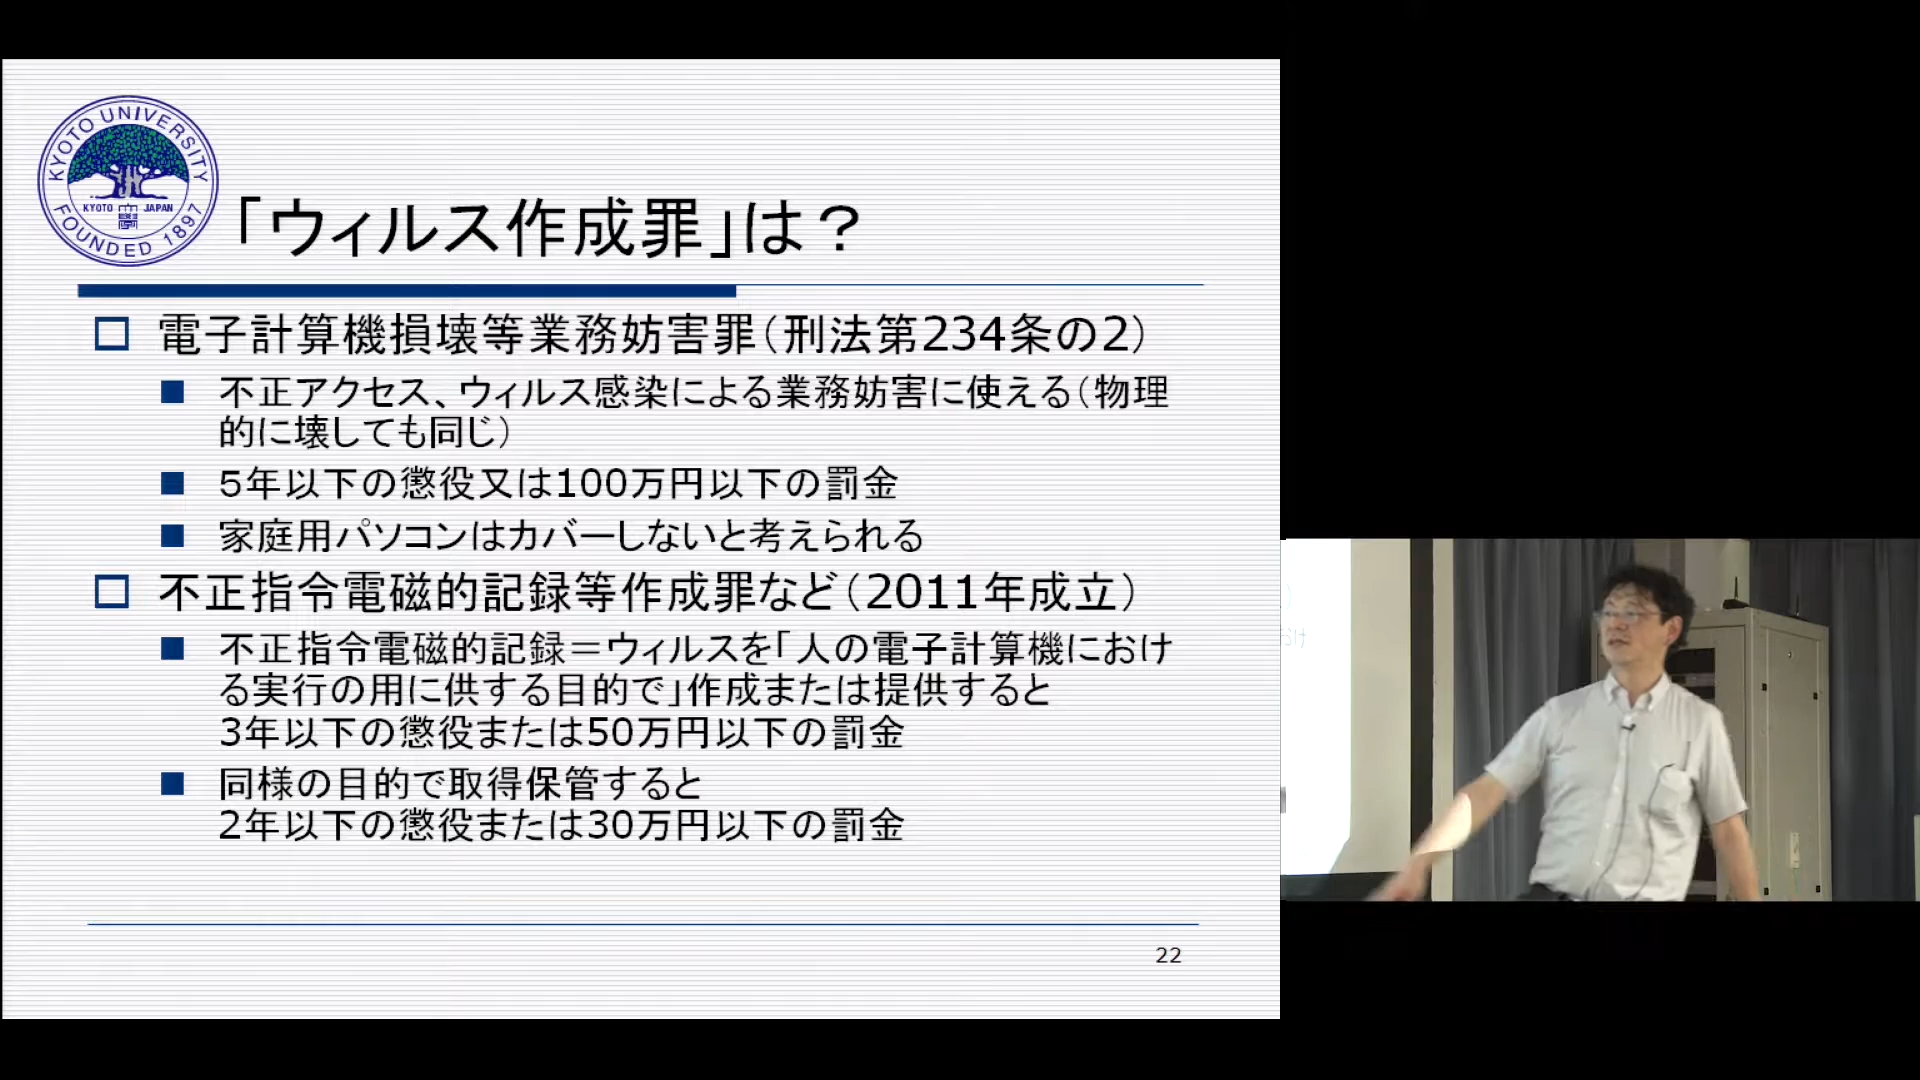 KYOTO UNIVERSITY
KYOTO JAPAN
FOUNDED 1897
「ウィルス作成罪」は？
電子計算機損壊等業務妨害罪（刑法第234条の2）
不正アクセス、ウィルス感染による業務妨害に使える（物理
的に壊しても同じ）
5年以下の懲役又は100万円以下の罰金
家庭用パソコンはカバーしないと考えられる
不正指令電磁的記録等作成罪など（2011年成立）
不正指令電磁的記録＝ウィルスを「人の電子計算機におけ
る実行の用に供する目的で」作成または提供すると
3年以下の懲役または50万円以下の罰金
同様の目的で取得保管すると
2年以下の懲役または30万円以下の罰金
22